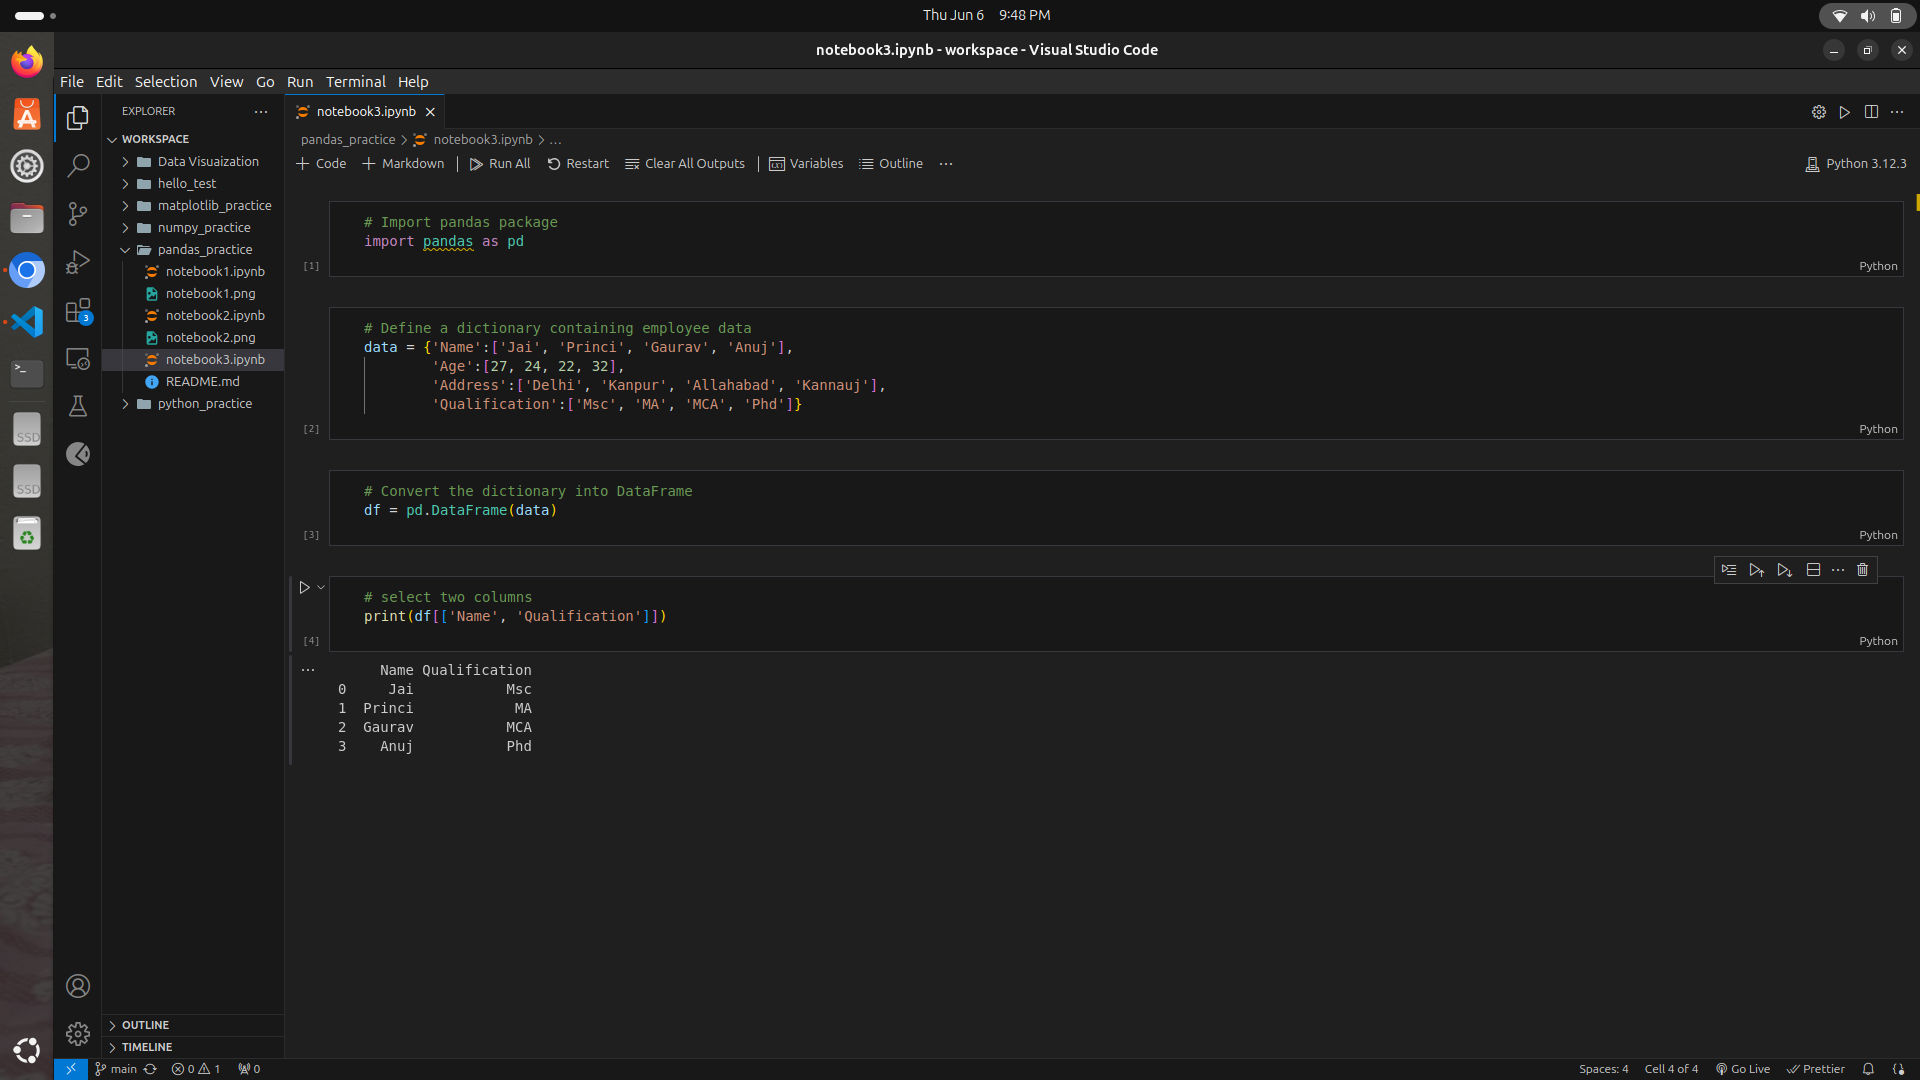 Thu Jun 6 9:48 PM
notebook3.ipynb - workspace - Visual Studio Code
File Edit Selection View Go Run Terminal Help
EXPLORER
WORKSPACE
Data Visuaization
hello_test
matplotlib_practice
numpy_practice
pandas_practice
notebook1.ipynb
notebook1.png
notebook2.ipynb
notebook2.png
notebook3.ipynb
README.md
python_practice
OUTLINE
TIMELINE
3
SSD
SSD
notebook3.ipynb
pandas_practice > notebook3.ipynb > ...
+ Code + Markdown Run All Restart Clear All Outputs Variables Outline ... Python 3.12.3
# Import pandas package
import pandas as pd
[1] Python
# Define a dictionary containing employee data
data = {'Name':['Jai', 'Princi', 'Gaurav', 'Anuj'],
'Age':[27, 24, 22, 32],
'Address':['Delhi', 'Kanpur', 'Allahabad', 'Kannauj'],
'Qualification':['Msc', 'MA', 'MCA', 'Phd']}
[2] Python
# Convert the dictionary into DataFrame
df = pd.DataFrame(data)
[3] Python
# select two columns
print(df[['Name', 'Qualification']])
[4] Python
Name Qualification
0 Jai Msc
1 Princi MA
2 Gaurav MCA
3 Anuj Phd
main 0 1 0 Spaces: 4 Cell 4 of 4 Go Live Prettier